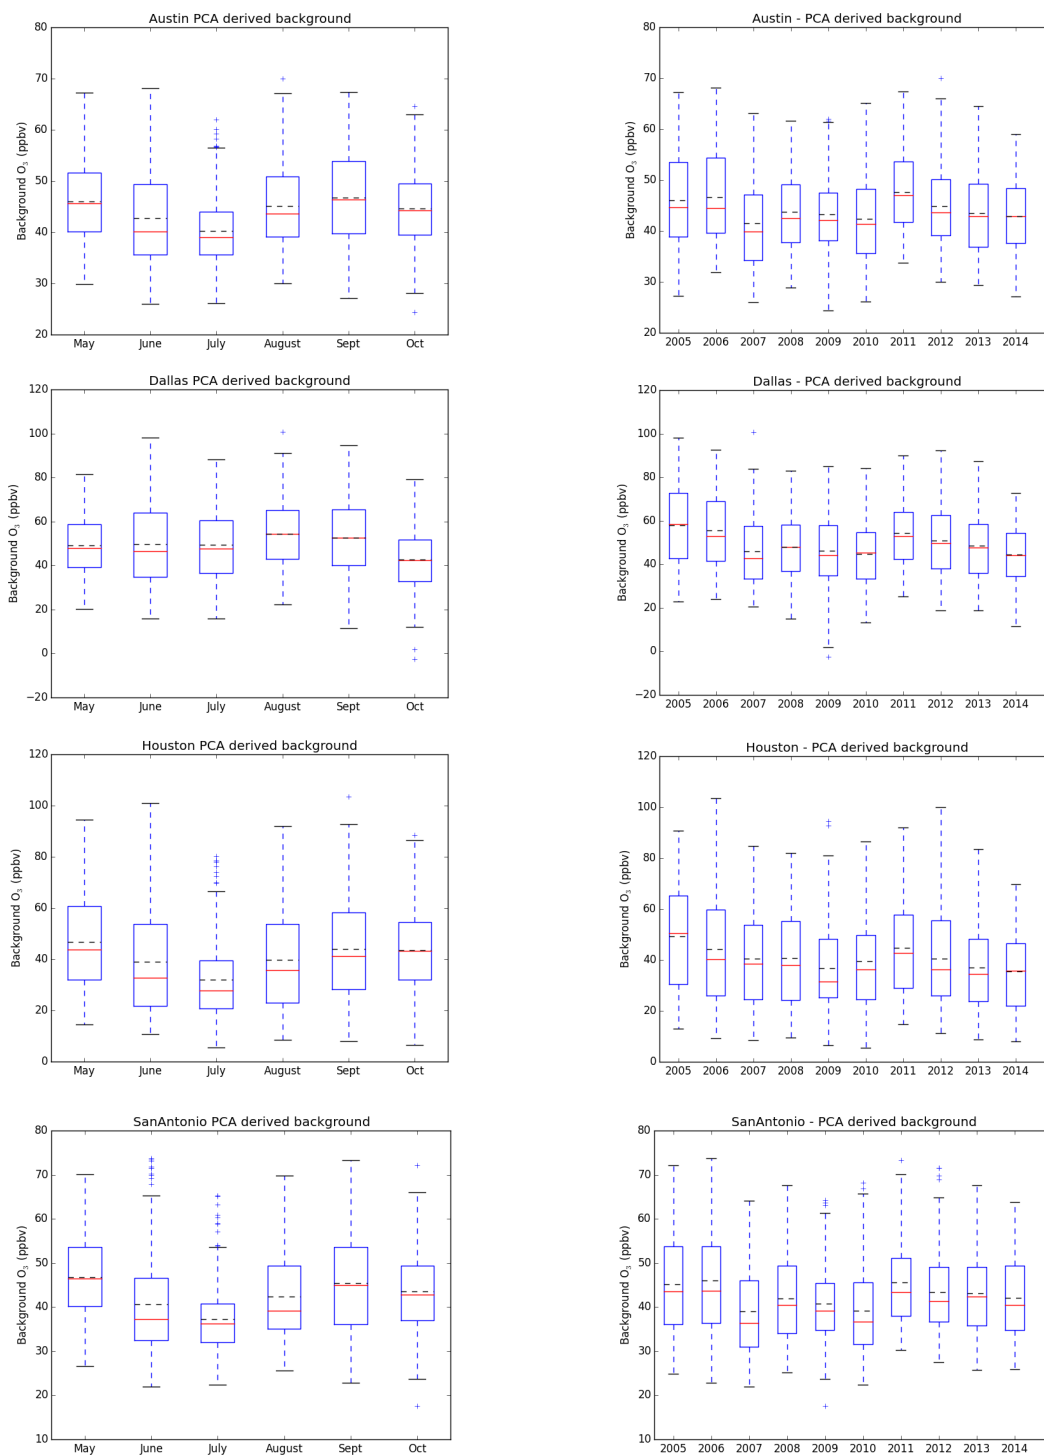 Austin PCA derived background
80
70
60
50
40
30
20
Background O₃ (ppbv)
May June July August Sept Oct
Austin - PCA derived background
80
70
60
50
40
30
20
Background O₃ (ppbv)
2005 2006 2007 2008 2009 2010 2011 2012 2013 2014
Dallas PCA derived background
120
100
80
60
40
20
0
−20
Background O₃ (ppbv)
May June July August Sept Oct
Dallas - PCA derived background
120
100
80
60
40
20
0
−20
Background O₃ (ppbv)
2005 2006 2007 2008 2009 2010 2011 2012 2013 2014
Houston PCA derived background
120
100
80
60
40
20
0
Background O₃ (ppbv)
May June July August Sept Oct
Houston - PCA derived background
120
100
80
60
40
20
0
Background O₃ (ppbv)
2005 2006 2007 2008 2009 2010 2011 2012 2013 2014
SanAntonio PCA derived background
80
70
60
50
40
30
20
10
Background O₃ (ppbv)
May June July August Sept Oct
SanAntonio - PCA derived background
80
70
60
50
40
30
20
10
Background O₃ (ppbv)
2005 2006 2007 2008 2009 2010 2011 2012 2013 2014